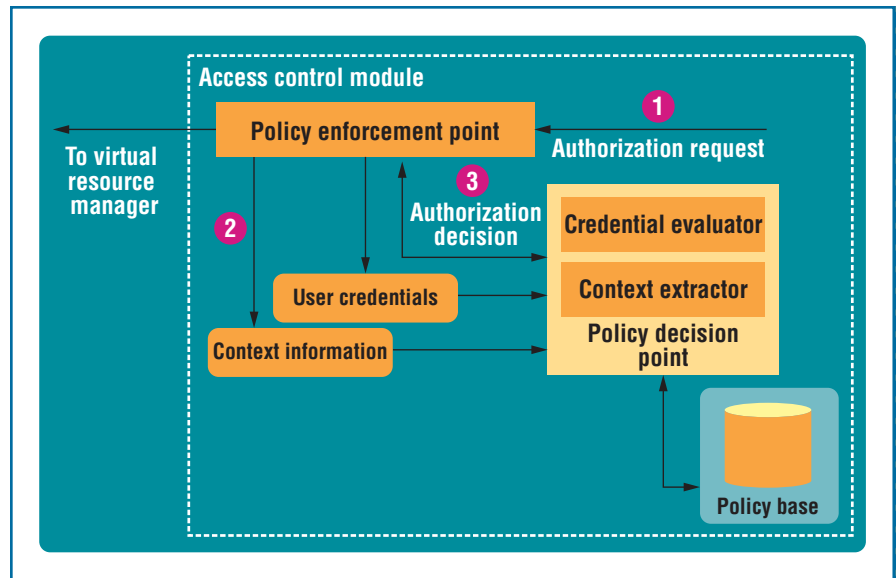 Access control module
Policy enforcement point
1
Authorization request
To virtual
resource
manager
2
3
Authorization
decision
Credential evaluator
Context extractor
Policy decision
point
User credentials
Context information
Policy base